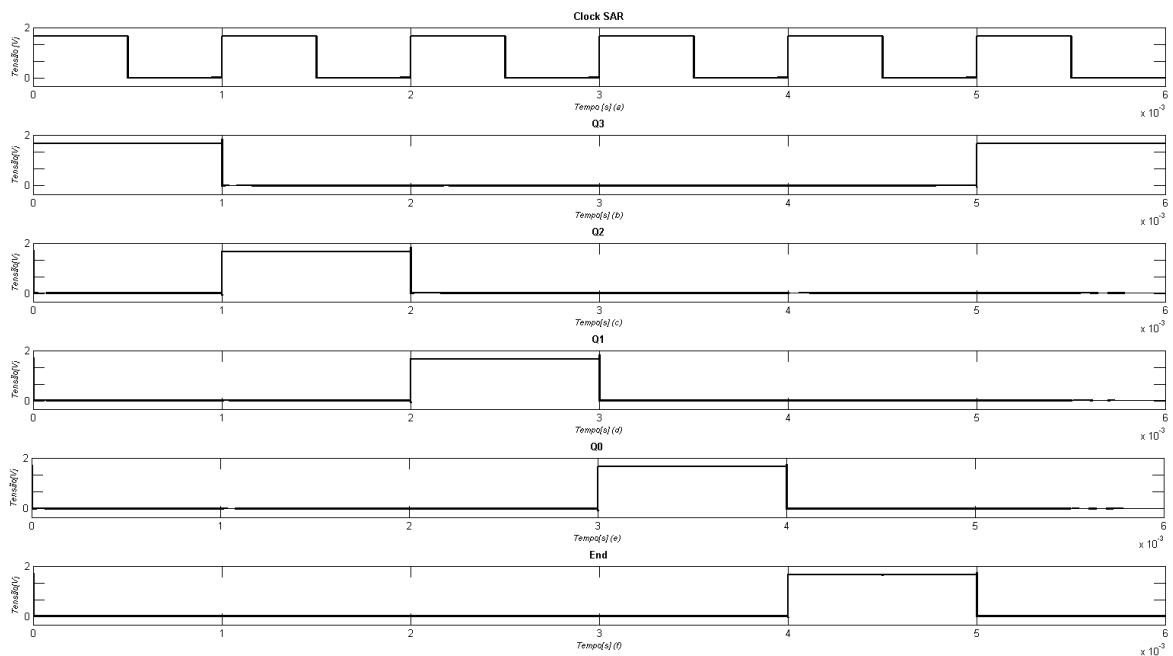 Clock SAR
Tensão[V]
2
0
0 1 2 3 4 5 6
Tempo [s] (a)
x 10^-3
Q3
Tensão[V]
2
0
0 1 2 3 4 5 6
Tempo[s] (b)
x 10^-3
Q2
Tensão[V]
2
0
0 1 2 3 4 5 6
Tempo[s] (c)
x 10^-3
Q1
Tensão[V]
2
0
0 1 2 3 4 5 6
Tempo[s] (d)
x 10^-3
Q0
Tensão[V]
2
0
0 1 2 3 4 5 6
Tempo[s] (e)
x 10^-3
End
Tensão[V]
2
0
0 1 2 3 4 5 6
Tempo[s] (f)
x 10^-3